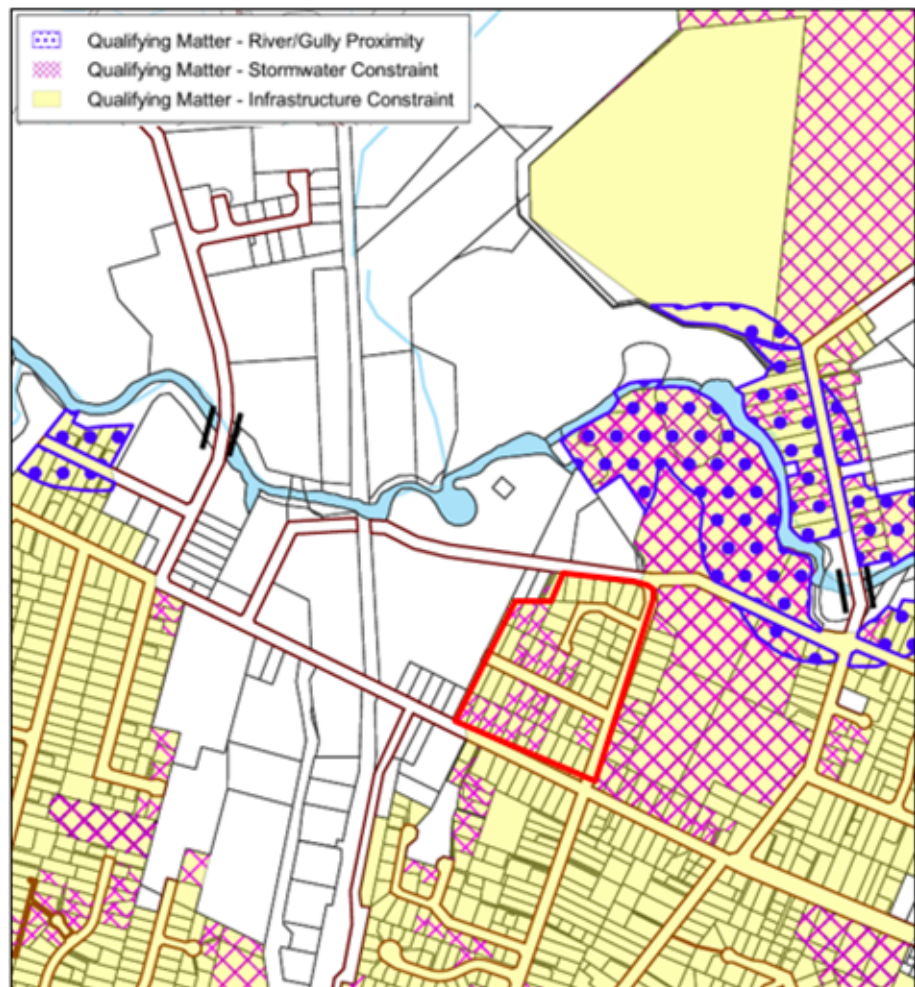 Qualifying Matter - River/Gully Proximity
Qualifying Matter - Stormwater Constraint
Qualifying Matter - Infrastructure Constraint